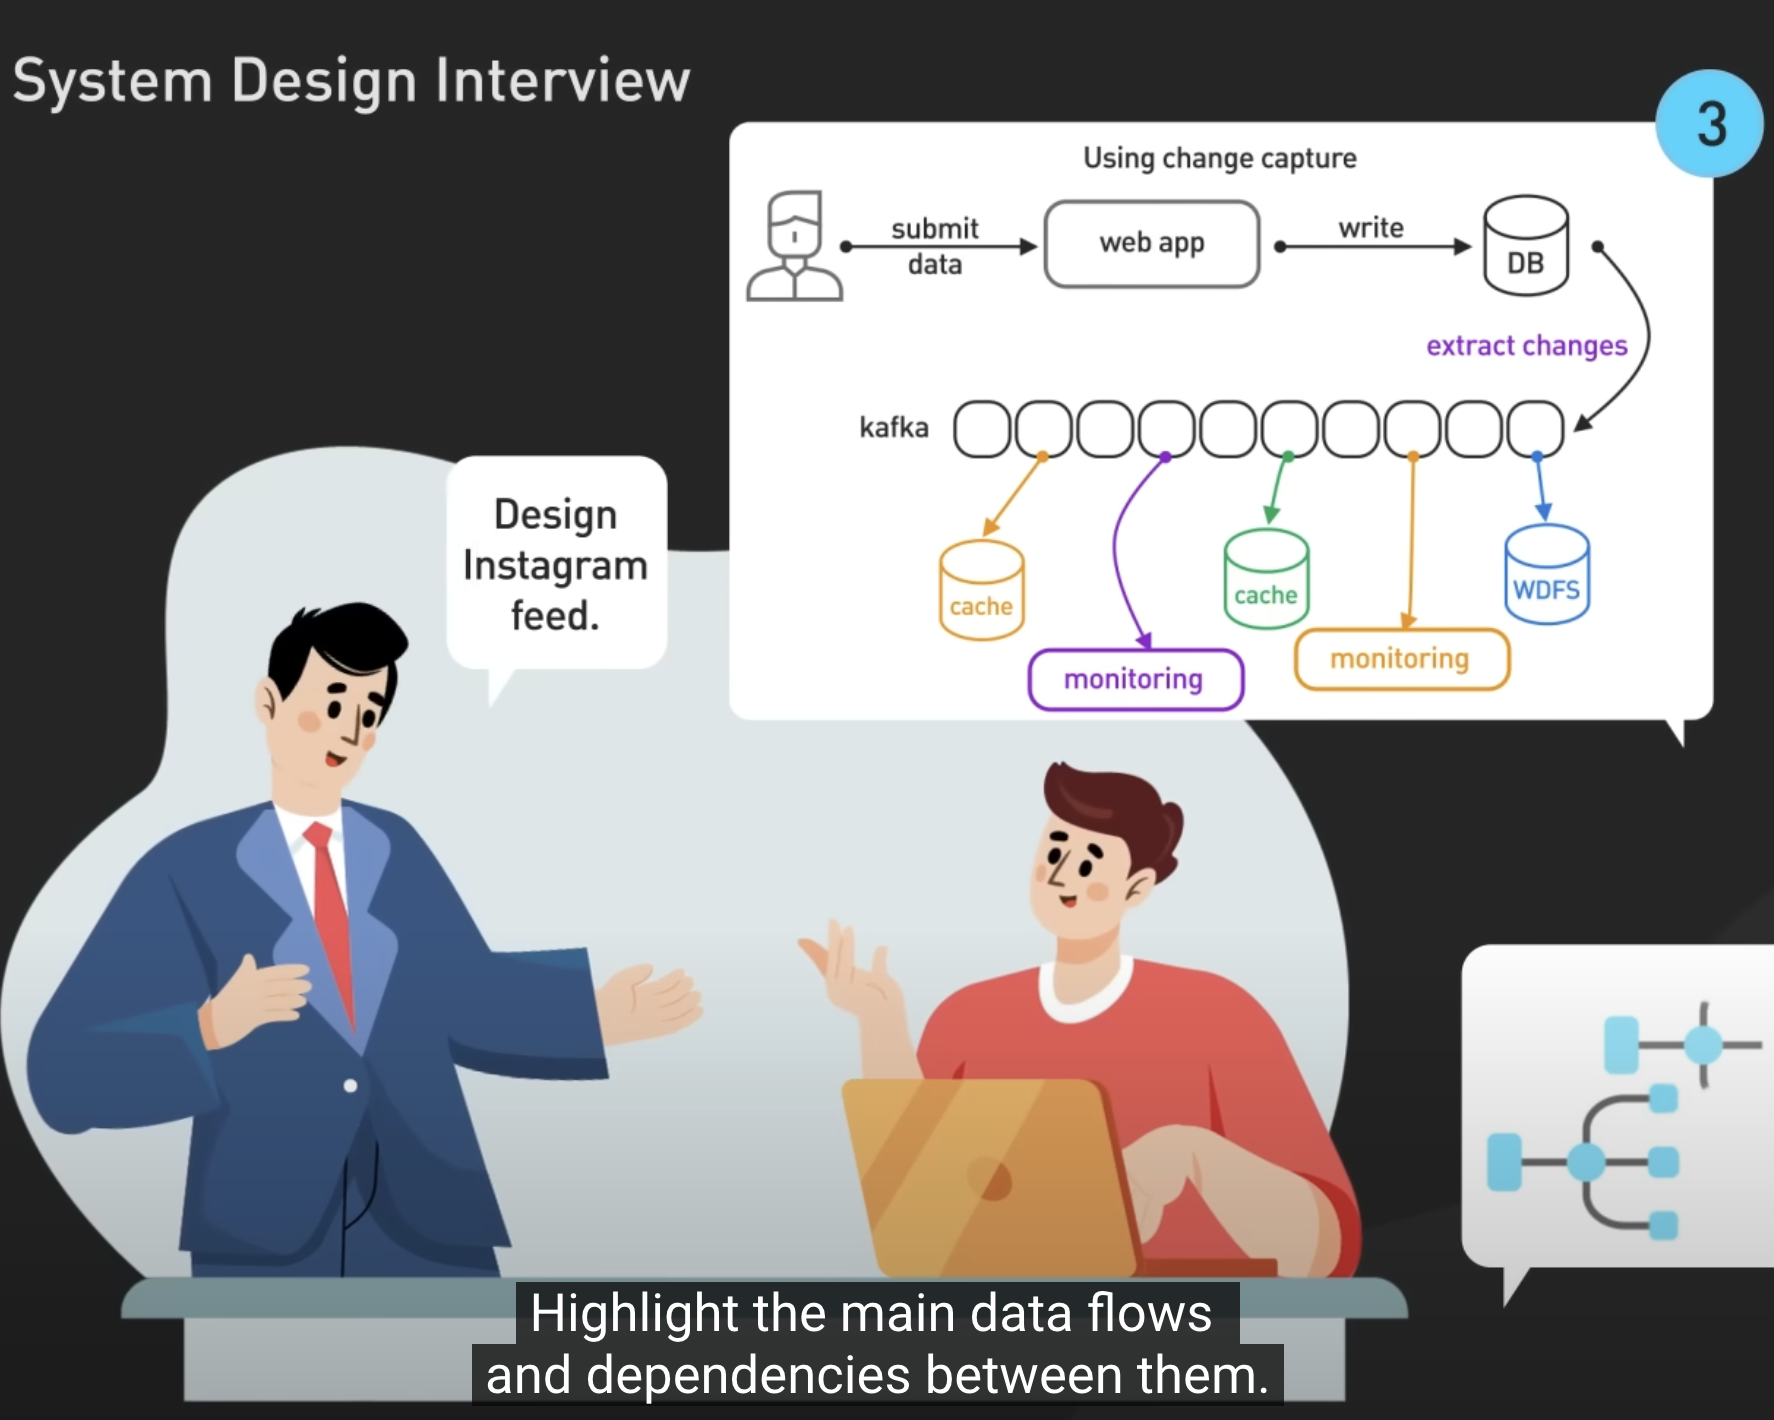 System Design Interview
3
Using change capture
submit
data
web app
write
DB
extract changes
kafka
cache
cache
WDFS
monitoring
monitoring
Design
Instagram
feed.
Highlight the main data flows
and dependencies between them.